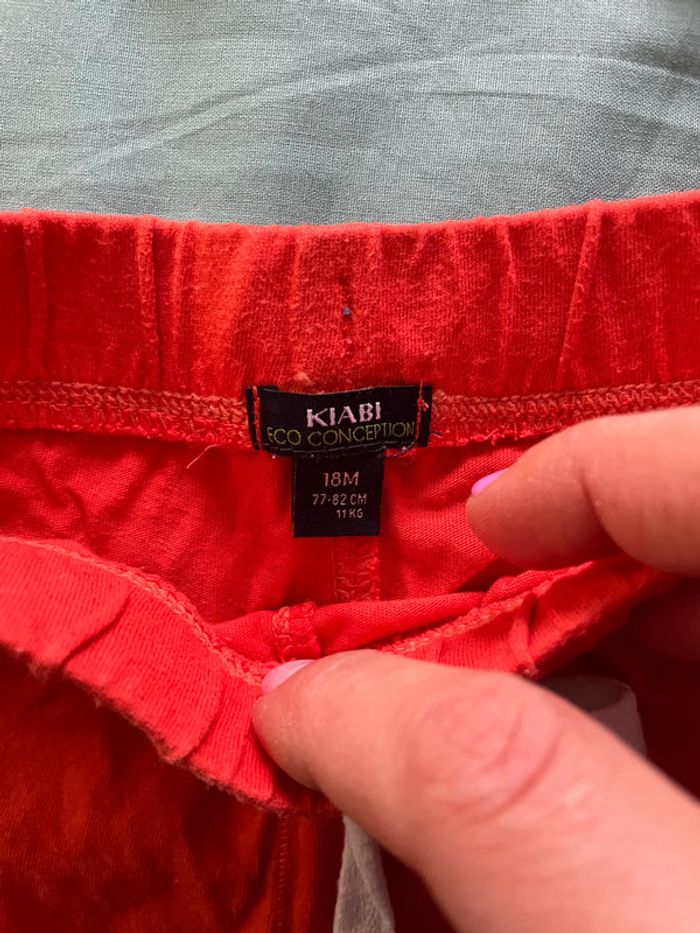 KIABI
ECO CONCEPTION
18M
77-82 CM
11 KG